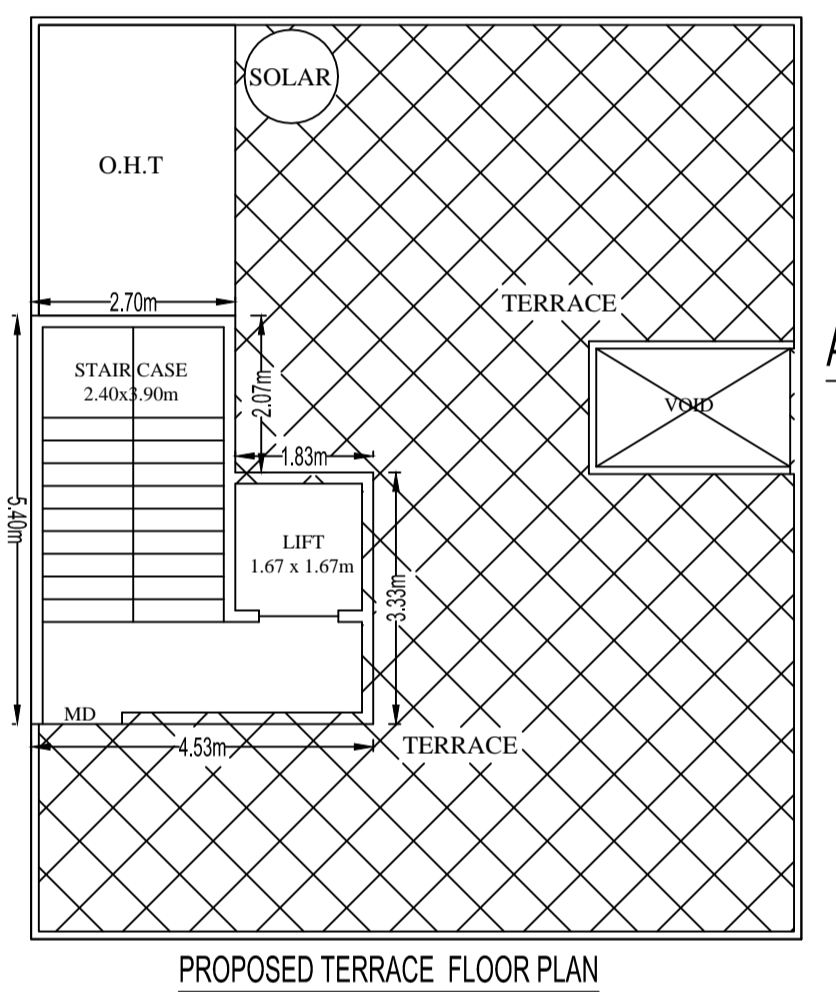 SOLAR
O.H.T
2.70m
TERRACE
STAIR CASE
2.40x3.90m
2.07m
VOID
1.83m
5.40m
LIFT
1.67 x 1.67m
3.33m
MD
4.53m
TERRACE
PROPOSED TERRACE FLOOR PLAN